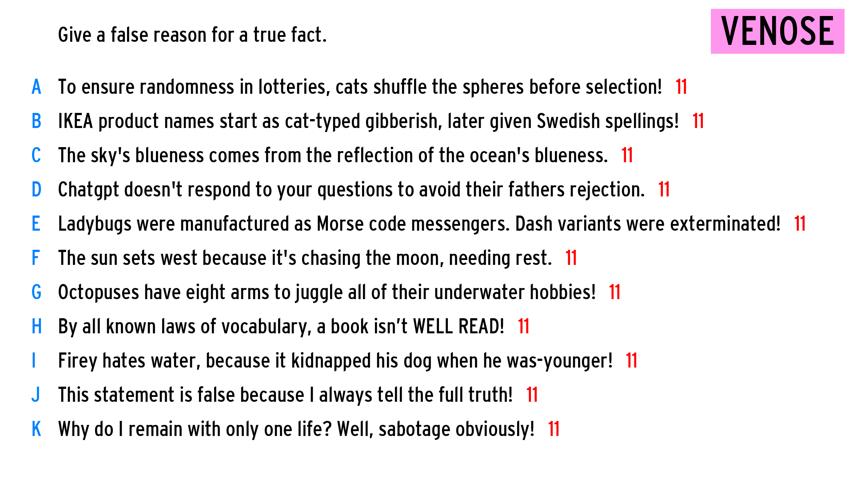 Give a false reason for a true fact.
VENOSE
A To ensure randomness in lotteries, cats shuffle the spheres before selection! 11
B IKEA product names start as cat-typed gibberish, later given Swedish spellings! 11
C The sky's blueness comes from the reflection of the ocean's blueness. 11
D Chatgpt doesn't respond to your questions to avoid their fathers rejection. 11
E Ladybugs were manufactured as Morse code messengers. Dash variants were exterminated! 11
F The sun sets west because it's chasing the moon, needing rest. 11
G Octopuses have eight arms to juggle all of their underwater hobbies! 11
H By all known laws of vocabulary, a book isn’t WELL READ! 11
I Firey hates water, because it kidnapped his dog when he was-younger! 11
J This statement is false because I always tell the full truth! 11
K Why do I remain with only one life? Well, sabotage obviously! 11